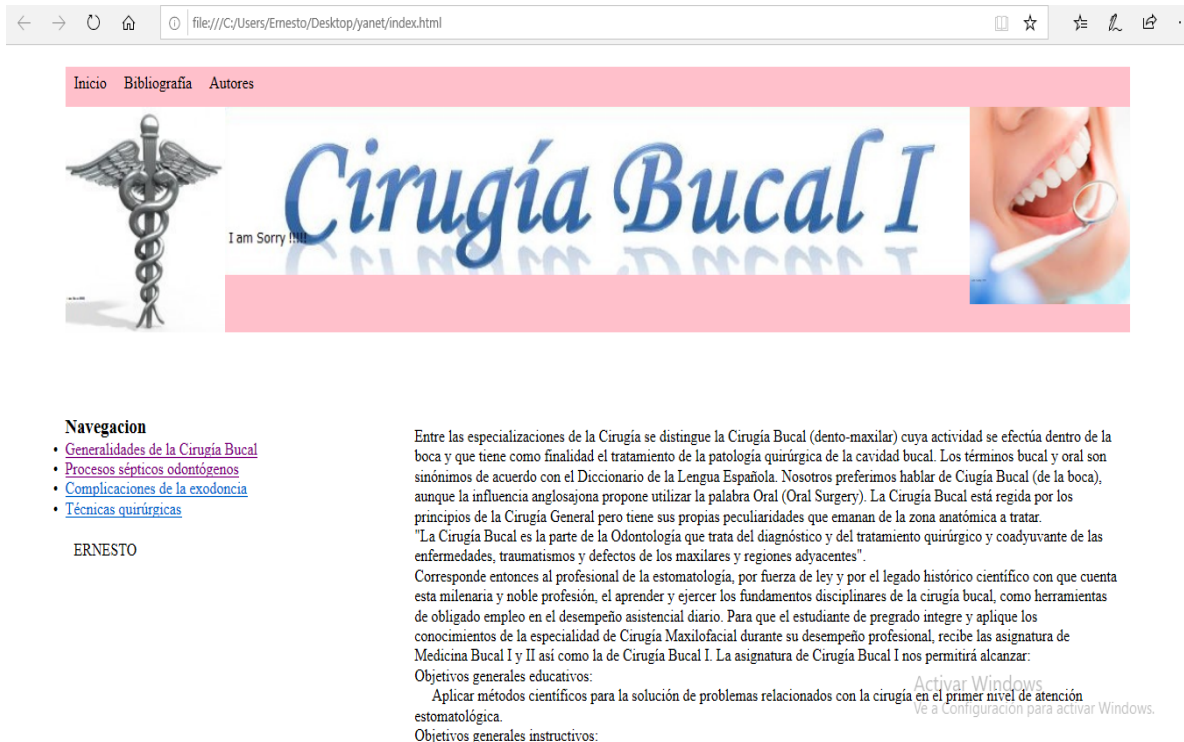 file:///C:/Users/Ernesto/Desktop/yanet/index.html
Inicio Bibliografía Autores
Cirugía Bucal I
I am Sorry !!!!!
Navegacion
• Generalidades de la Cirugía Bucal
• Procesos sépticos odontógenos
• Complicaciones de la exodoncia
• Técnicas quirúrgicas
ERNESTO
Entre las especializaciones de la Cirugía se distingue la Cirugía Bucal (dento-maxilar) cuya actividad se efectúa dentro de la
boca y que tiene como finalidad el tratamiento de la patología quirúrgica de la cavidad bucal. Los términos bucal y oral son
sinónimos de acuerdo con el Diccionario de la Lengua Española. Nosotros preferimos hablar de Ciugía Bucal (de la boca),
aunque la influencia anglosajona propone utilizar la palabra Oral (Oral Surgery). La Cirugía Bucal está regida por los
principios de la Cirugía General pero tiene sus propias peculiaridades que emanan de la zona anatómica a tratar.
"La Cirugía Bucal es la parte de la Odontología que trata del diagnóstico y del tratamiento quirúrgico y coadyuvante de las
enfermedades, traumatismos y defectos de los maxilares y regiones adyacentes".
Corresponde entonces al profesional de la estomatología, por fuerza de ley y por el legado histórico científico con que cuenta
esta milenaria y noble profesión, el aprender y ejercer los fundamentos disciplinares de la cirugía bucal, como herramientas
de obligado empleo en el desempeño asistencial diario. Para que el estudiante de pregrado integre y aplique los
conocimientos de la especialidad de Cirugía Maxilofacial durante su desempeño profesional, recibe las asignatura de
Medicina Bucal I y II así como la de Cirugía Bucal I. La asignatura de Cirugía Bucal I nos permitirá alcanzar:
Objetivos generales educativos:
Aplicar métodos científicos para la solución de problemas relacionados con la cirugía en el primer nivel de atención
estomatológica.
Objetivos generales instructivos:
Activar Windows
Ve a Configuración para activar Windows.